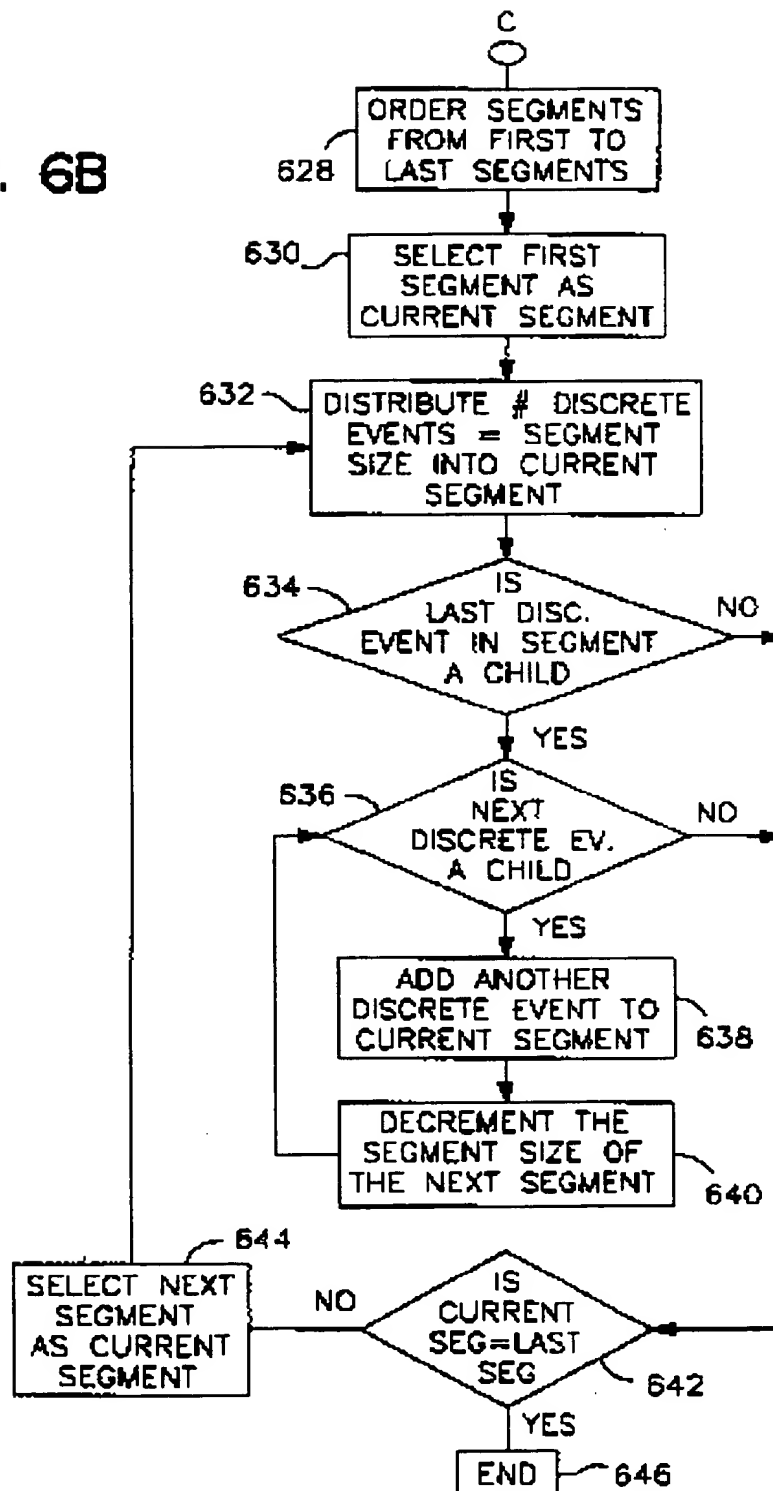 C
. 6B
ORDER SEGMENTS
FROM FIRST TO
LAST SEGMENTS
628
630
SELECT FIRST
SEGMENT AS
CURRENT SEGMENT
632
DISTRIBUTE # DISCRETE
EVENTS = SEGMENT
SIZE INTO CURRENT
SEGMENT
634
IS
LAST DISC.
EVENT IN SEGMENT
A CHILD
NO
YES
636
IS
NEXT
DISCRETE EV.
A CHILD
NO
YES
ADD ANOTHER
DISCRETE EVENT TO
CURRENT SEGMENT
638
DECREMENT THE
SEGMENT SIZE OF
THE NEXT SEGMENT
640
644
SELECT NEXT
SEGMENT
AS CURRENT
SEGMENT
NO
IS
CURRENT
SEG=LAST
SEG
642
YES
END
646